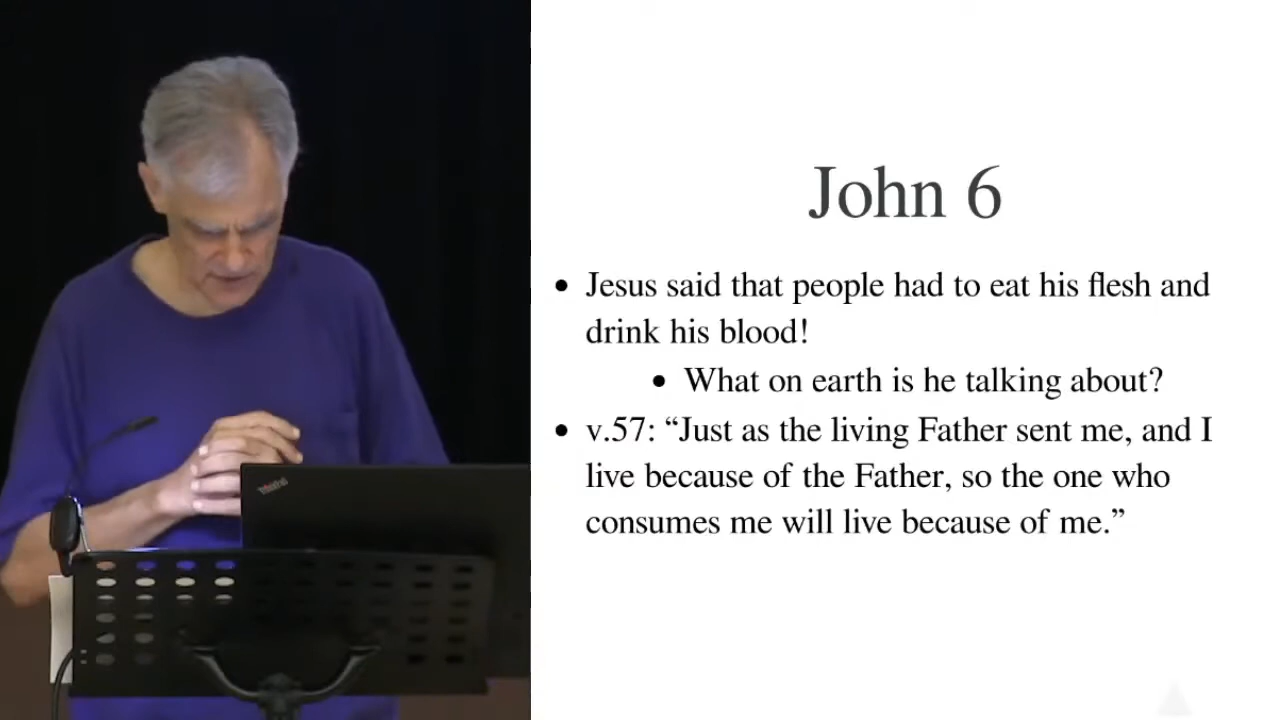 John 6
• Jesus said that people had to eat his flesh and
drink his blood!
• What on earth is he talking about?
• v.57: “Just as the living Father sent me, and I
live because of the Father, so the one who
consumes me will live because of me.”
ThinkPad